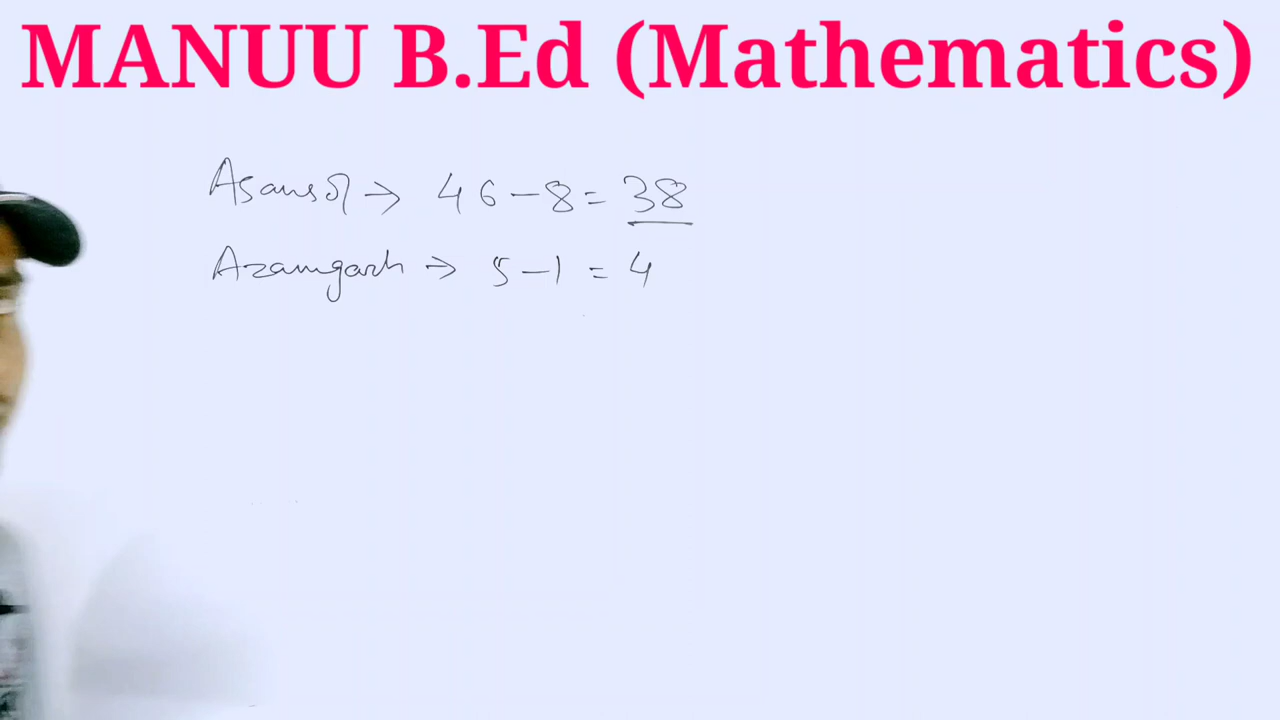 MANUU B.Ed (Mathematics)
Asansol → 46-8=38
Azamgarh → 5-1=4